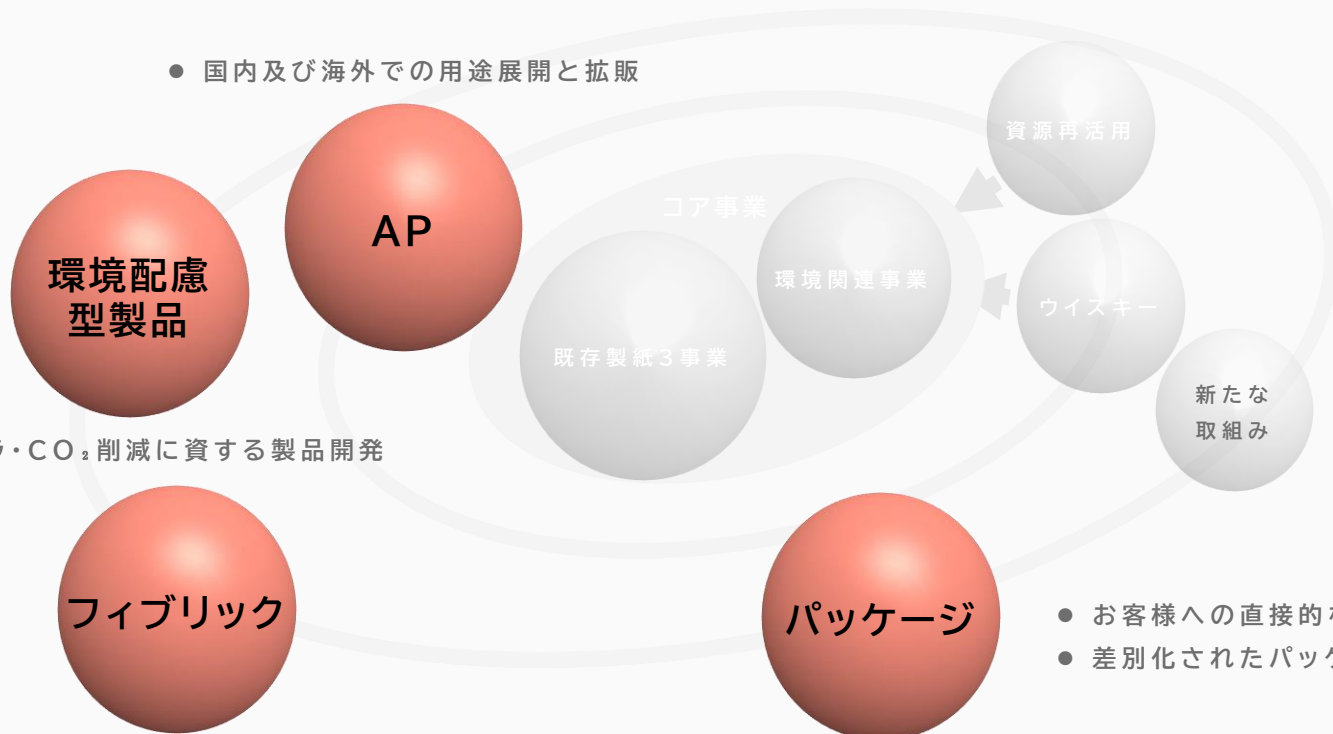 ● 国内及び海外での用途展開と拡販
資源再活用
AP
コア事業
環境配慮
型製品
環境関連事業
ウイスキー
既存製紙3事業
新たな
取組み
・CO₂削減に資する製品開発
フィブリック
パッケージ
● お客様への直接的な
● 差別化されたパッケ